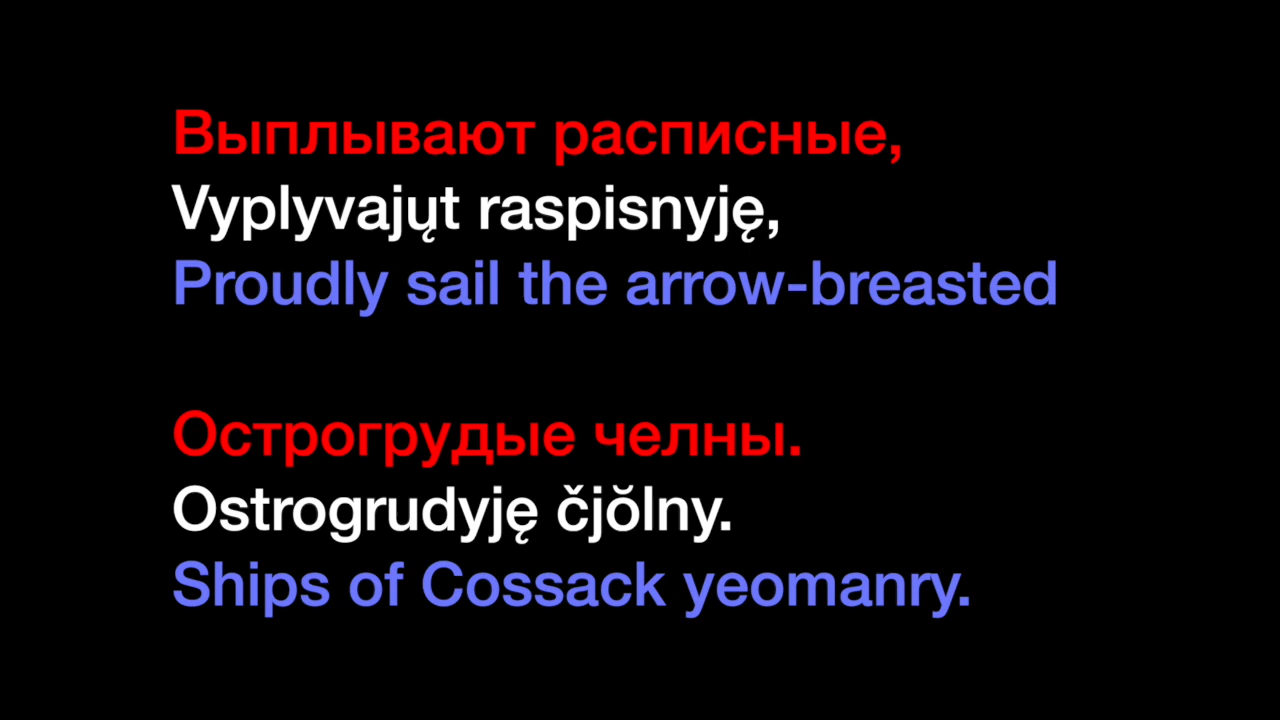 Выплывают расписные,
Vyplyvajųt raspisnyję,
Proudly sail the arrow-breasted
Острогрудые челны.
Ostrogrudyję čjŏlny.
Ships of Cossack yeomanry.